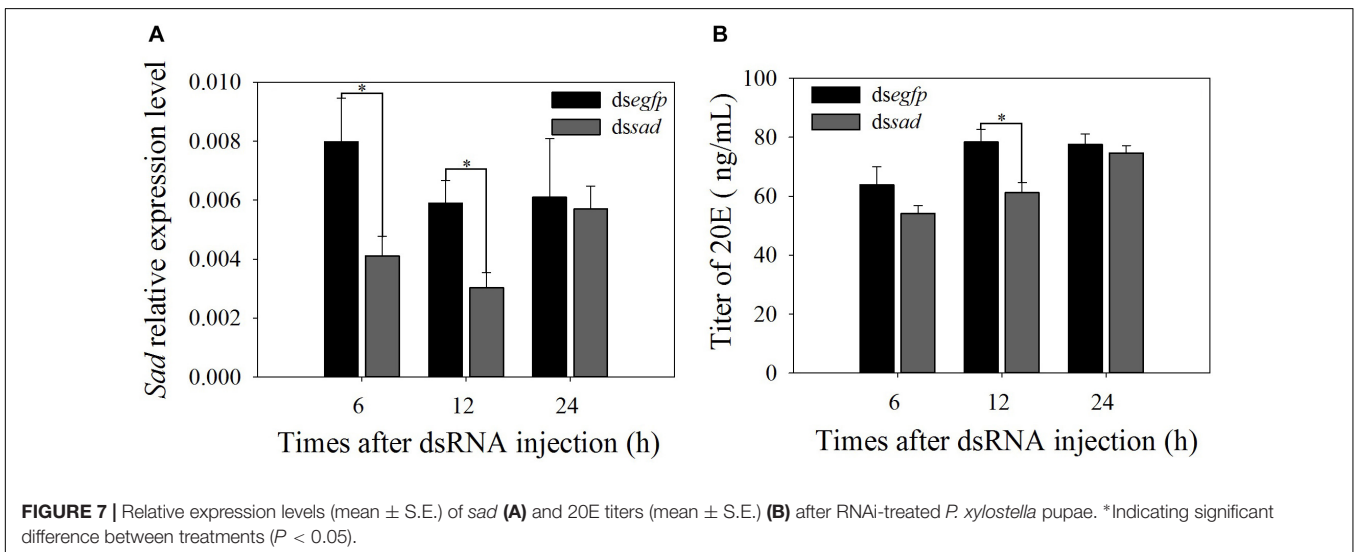 A
Sad relative expression level
0.010
0.008
0.006
0.004
0.002
0.000
*
*
dsegfp
dssad
6
12
24
Times after dsRNA injection (h)
B
Titer of 20E ( ng/mL)
100
80
60
40
20
0
dsegfp
dssad
*
6
12
24
Times after dsRNA injection (h)
FIGURE 7 | Relative expression levels (mean ± S.E.) of sad (A) and 20E titers (mean ± S.E.) (B) after RNAi-treated P. xylostella pupae. *Indicating significant
difference between treatments (P < 0.05).